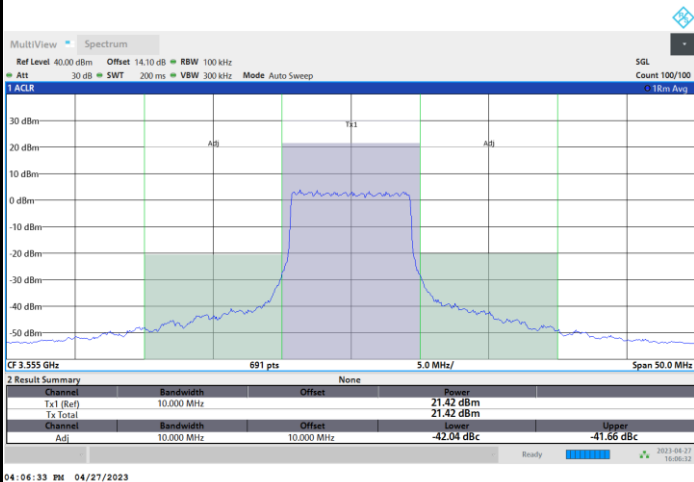 MultiView Spectrum
Ref Level 40.00 dBm Offset 14.10 dB RBW 100 kHz SGL
Att 30 dB SWT 200 ms VBW 300 kHz Mode Auto Sweep Count 100/100
1 ACLR 1Rm Avg
30 dBm
Tx1
20 dBm
Adj Adj
10 dBm
0 dBm
-10 dBm
-20 dBm
-30 dBm
-40 dBm
-50 dBm
CF 3.555 GHz 691 pts 5.0 MHz/ Span 50.0 MHz
2 Result Summary None
Channel Bandwidth Offset Power
Tx1 (Ref) 10.000 MHz 21.42 dBm
Tx Total 21.42 dBm
Channel Bandwidth Offset Lower Upper
Adj 10.000 MHz 10.000 MHz -42.04 dBc -41.66 dBc
Ready 2023-04-27
16:06:32
04:06:33 PM 04/27/2023